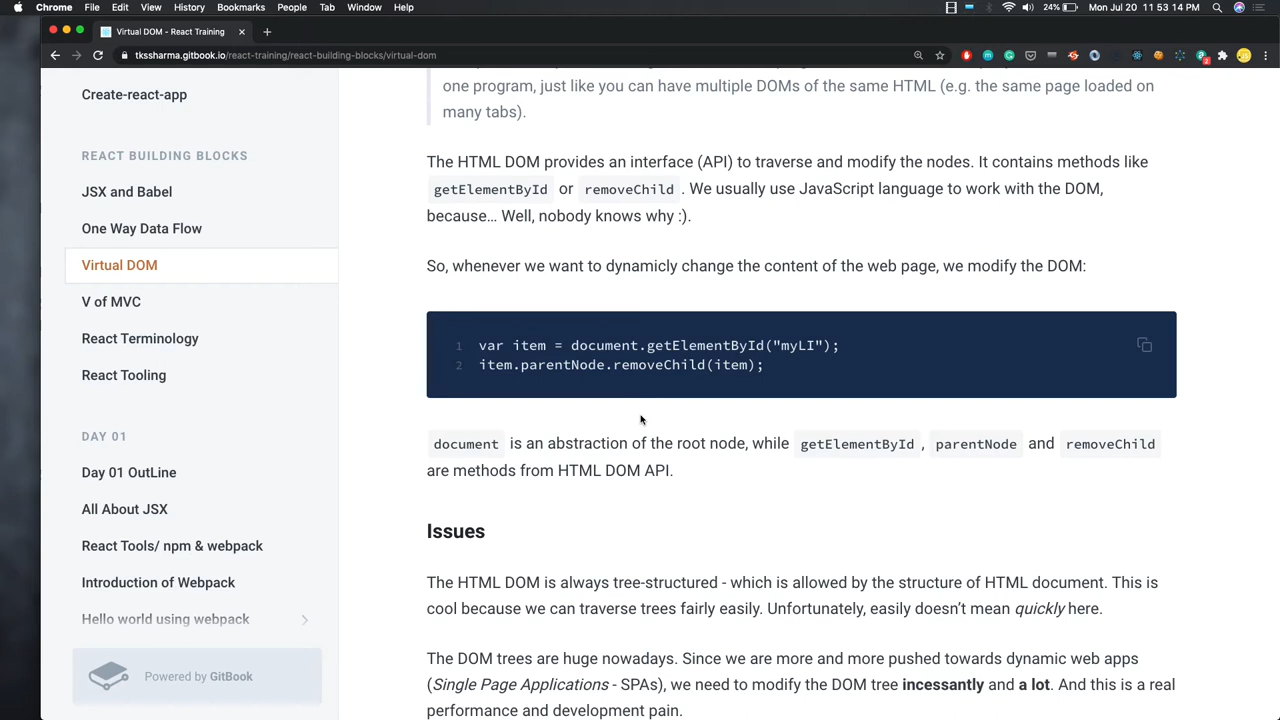 Chrome File Edit View History Bookmarks People Tab Window Help 24% Mon Jul 20 11:53:14 PM
Virtual DOM - React Training
tkssharma.gitbook.io/react-training/react-building-blocks/virtual-dom
2
Create-react-app
REACT BUILDING BLOCKS
JSX and Babel
One Way Data Flow
Virtual DOM
V of MVC
React Terminology
React Tooling
DAY 01
Day 01 OutLine
All About JSX
React Tools/ npm & webpack
Introduction of Webpack
Hello world using webpack
Powered by GitBook
one program, just like you can have multiple DOMs of the same HTML (e.g. the same page loaded on
many tabs).
The HTML DOM provides an interface (API) to traverse and modify the nodes. It contains methods like
getElementById or removeChild . We usually use JavaScript language to work with the DOM,
because… Well, nobody knows why :).
So, whenever we want to dynamicly change the content of the web page, we modify the DOM:
1 var item = document.getElementById("myLI");
2 item.parentNode.removeChild(item);
document is an abstraction of the root node, while getElementById , parentNode and removeChild
are methods from HTML DOM API.
Issues
The HTML DOM is always tree-structured - which is allowed by the structure of HTML document. This is
cool because we can traverse trees fairly easily. Unfortunately, easily doesn’t mean quickly here.
The DOM trees are huge nowadays. Since we are more and more pushed towards dynamic web apps
(Single Page Applications - SPAs), we need to modify the DOM tree incessantly and a lot. And this is a real
performance and development pain.